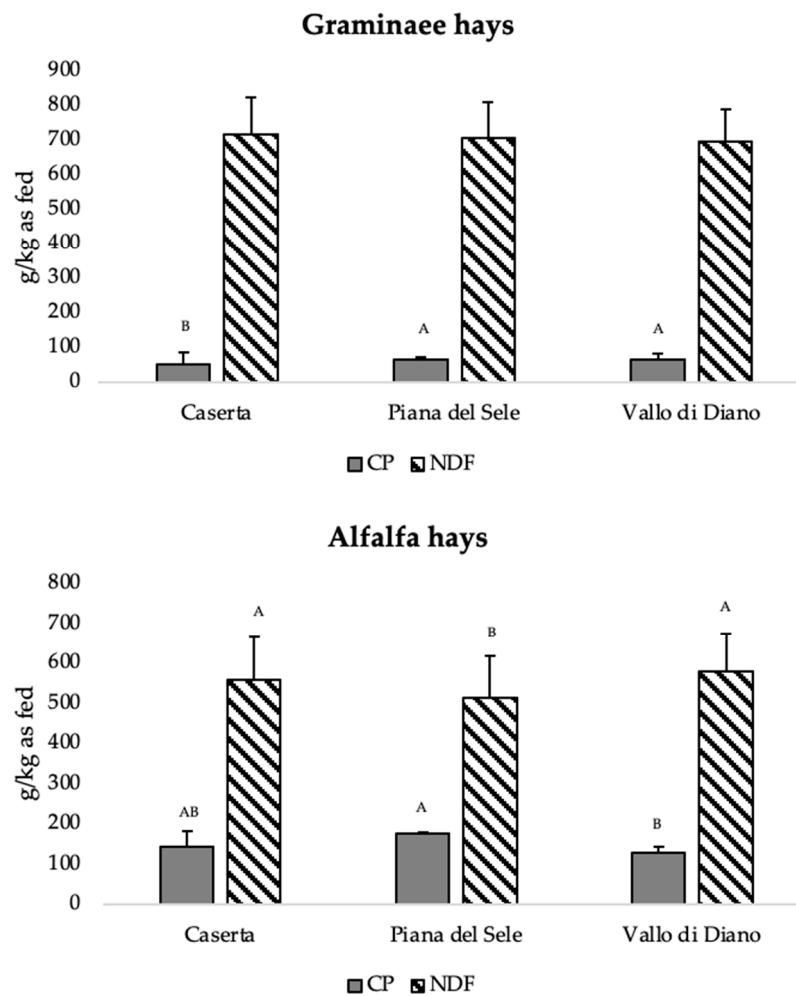 Graminaee hays
g/kg as fed
900
800
700
600
500
400
300
200
100
0
B
A
A
Caserta Piana del Sele Vallo di Diano
CP NDF
Alfalfa hays
g/kg as fed
800
700
600
500
400
300
200
100
0
AB
A
A
B
B
A
Caserta Piana del Sele Vallo di Diano
CP NDF